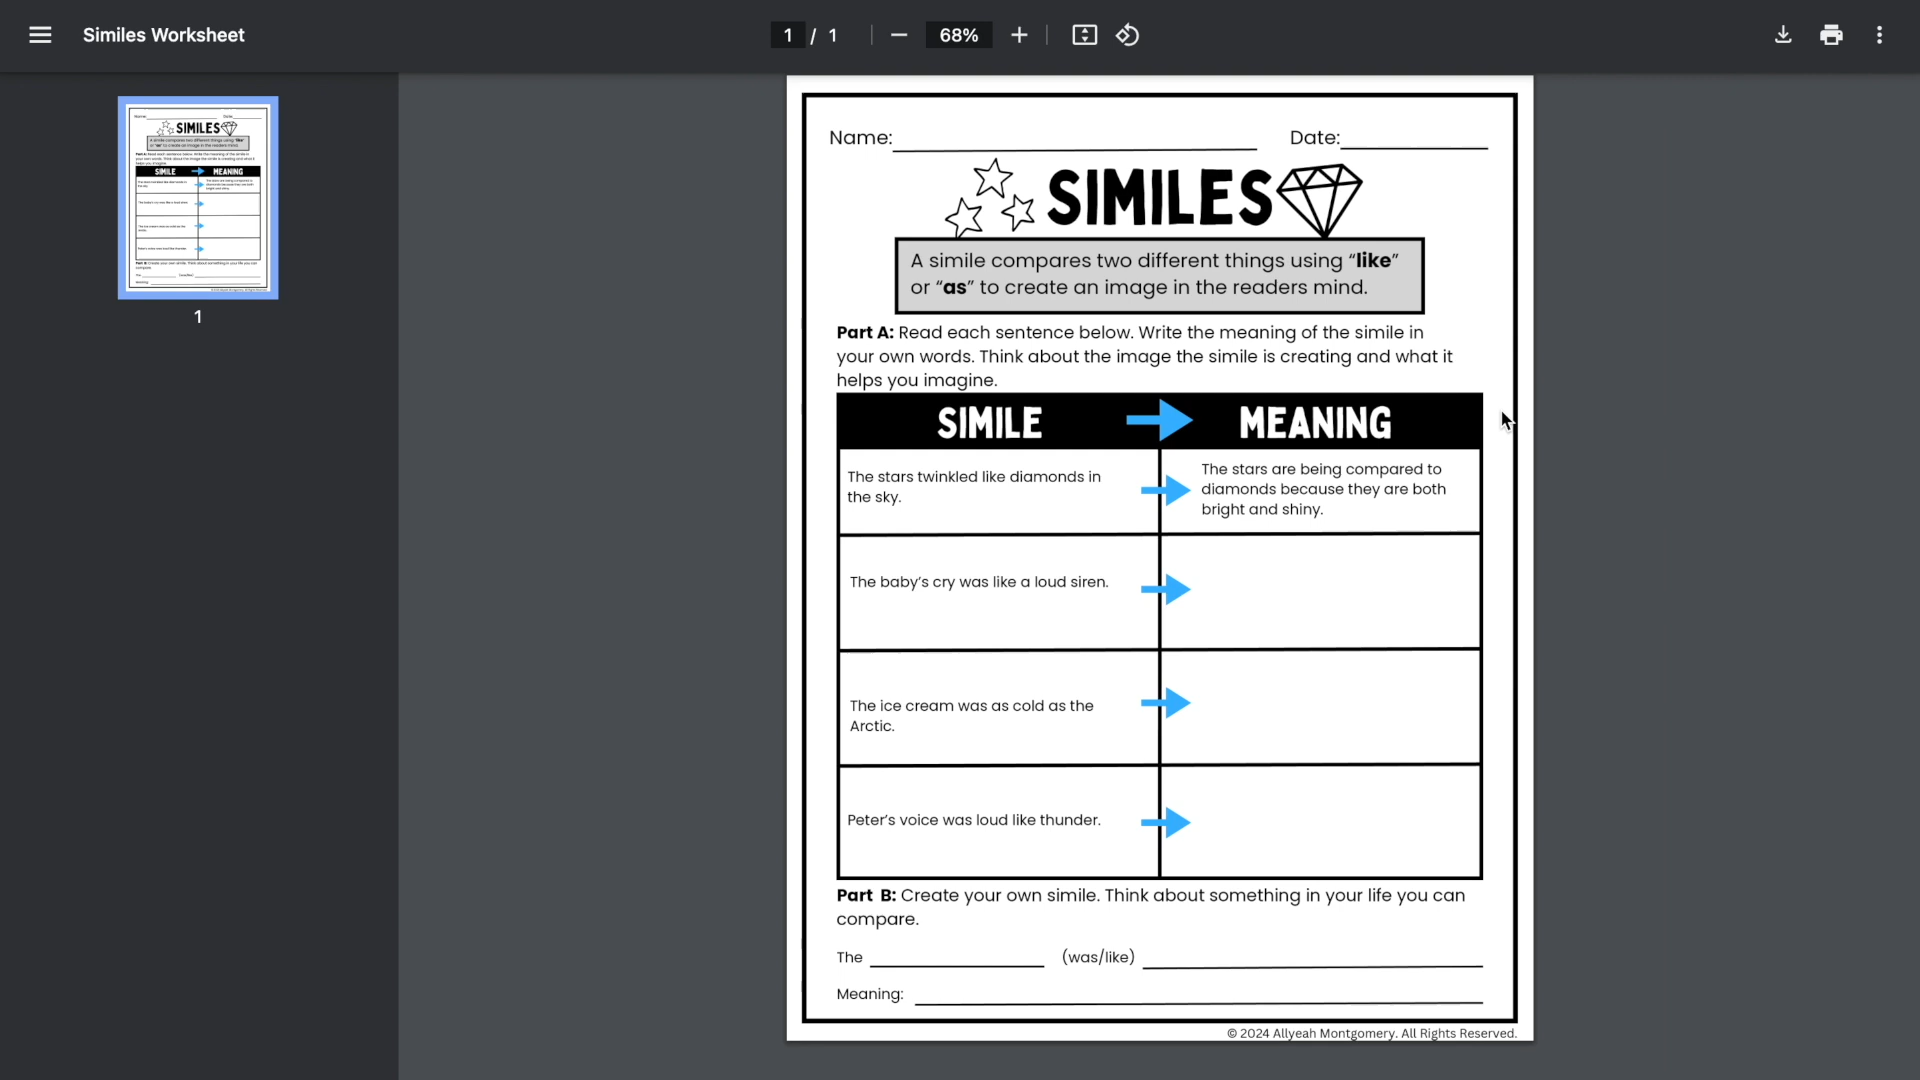 Similes Worksheet
1 / 1
68%
1
Name:
Date:
SIMILES
A simile compares two different things using “like”
or “as” to create an image in the readers mind.
Part A: Read each sentence below. Write the meaning of the simile in
your own words. Think about the image the simile is creating and what it
helps you imagine.
SIMILE
MEANING
The stars twinkled like diamonds in
the sky.
The stars are being compared to
diamonds because they are both
bright and shiny.
The baby’s cry was like a loud siren.
The ice cream was as cold as the
Arctic.
Peter’s voice was loud like thunder.
Part B: Create your own simile. Think about something in your life you can
compare.
The (was/like)
Meaning:
© 2024 Allyeah Montgomery. All Rights Reserved.